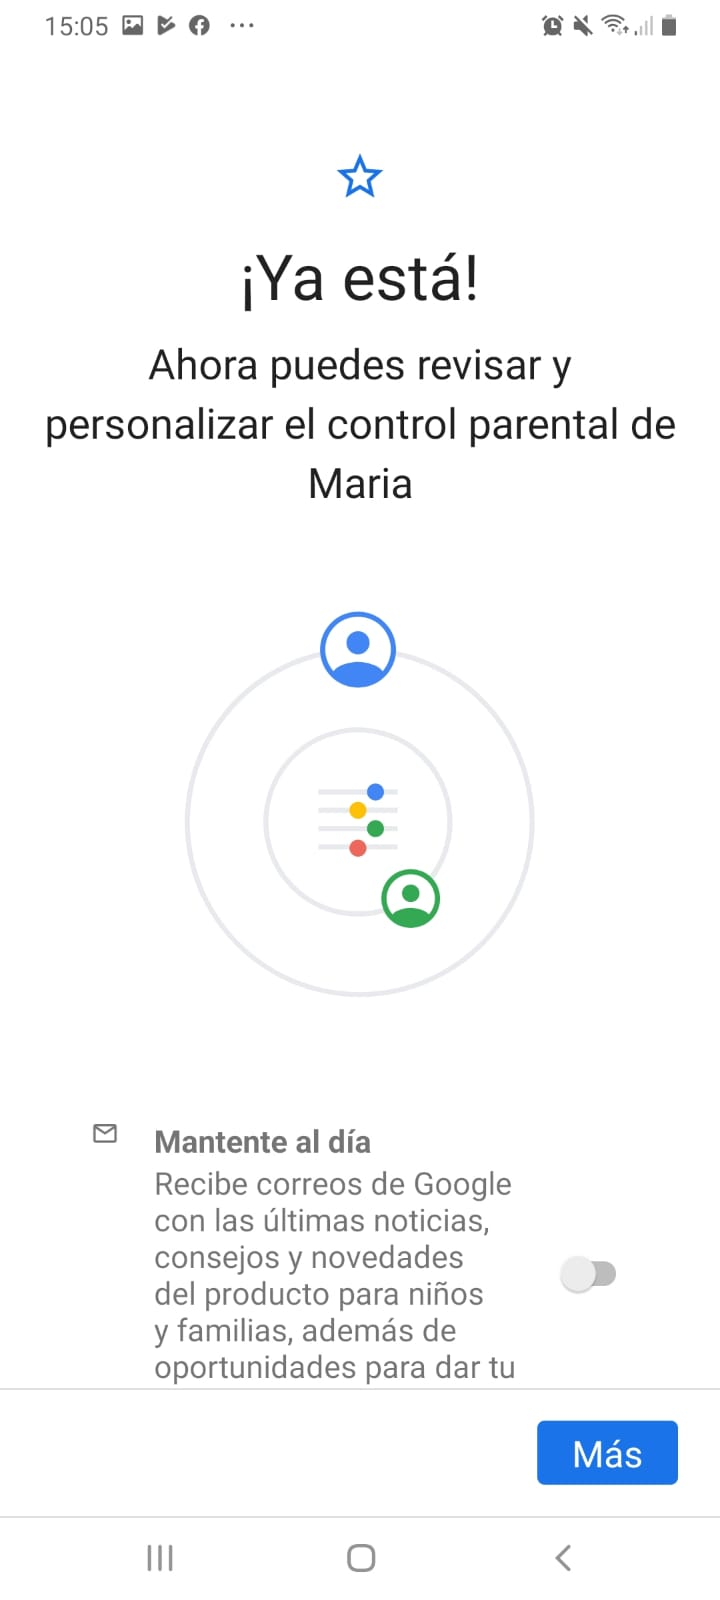 15:05
¡Ya está!
Ahora puedes revisar y
personalizar el control parental de
Maria
Mantente al día
Recibe correos de Google
con las últimas noticias,
consejos y novedades
del producto para niños
y familias, además de
oportunidades para dar tu
Más